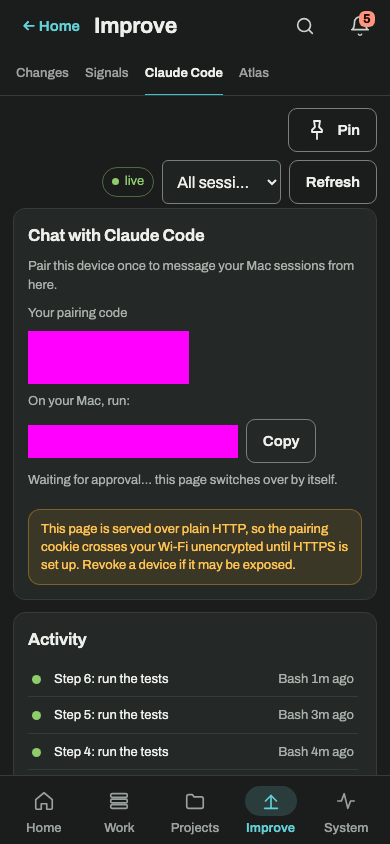 ← Home Improve 5
Changes Signals Claude Code Atlas
Pin
live All sessi... Refresh
Chat with Claude Code
Pair this device once to message your Mac sessions from
here.
Your pairing code
On your Mac, run:
Copy
Waiting for approval... this page switches over by itself.
This page is served over plain HTTP, so the pairing
cookie crosses your Wi-Fi unencrypted until HTTPS is
set up. Revoke a device if it may be exposed.
Activity
Step 6: run the tests Bash 1m ago
Step 5: run the tests Bash 3m ago
Step 4: run the tests Bash 4m ago
Home Work Projects Improve System